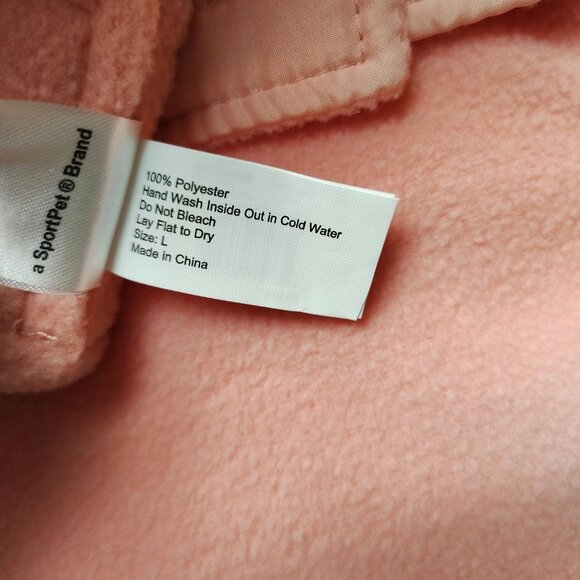 a SportPet ® Brand
100% Polyester
Hand Wash Inside Out in Cold Water
Do Not Bleach
Lay Flat to Dry
Size: L
Made in China